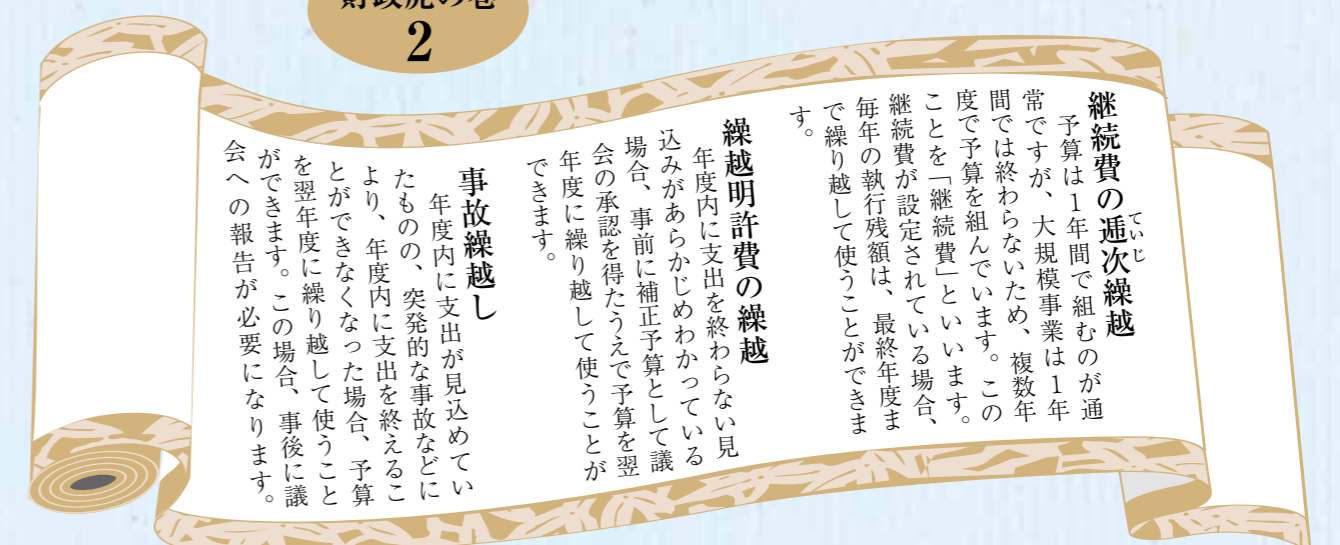 財政虎の巻
2
継続費の逓次繰越
ていじ
予算は1年間で組むのが通
常ですが、大規模事業は1年
間では終わらないため、複数年
度で予算を組んでいます。この
ことを「継続費」といいます。
継続費が設定されている場合、
毎年の執行残額は、最終年度ま
で繰り越して使うことができま
す。
繰越明許費の繰越
年度内に支出を終わらない見
込みがあらかじめわかっている
場合、事前に補正予算として議
会の承認を得たうえで予算を翌
年度に繰り越して使うことが
できます。
事故繰越し
年度内に支出が見込めてい
たものの、突発的な事故などに
より、年度内に支出を終えるこ
とができなくなった場合、予算
を翌年度に繰り越して使うこと
ができます。この場合、事後に議
会への報告が必要になります。